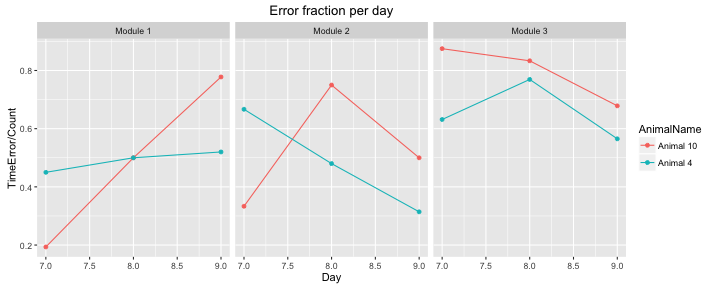 Error fraction per day
Module 1 Module 2 Module 3
TimeError/Count
0.8
0.6
0.4
0.2
7.0 7.5 8.0 8.5 9.0 7.0 7.5 8.0 8.5 9.0 7.0 7.5 8.0 8.5 9.0
Day
AnimalName
Animal 10
Animal 4